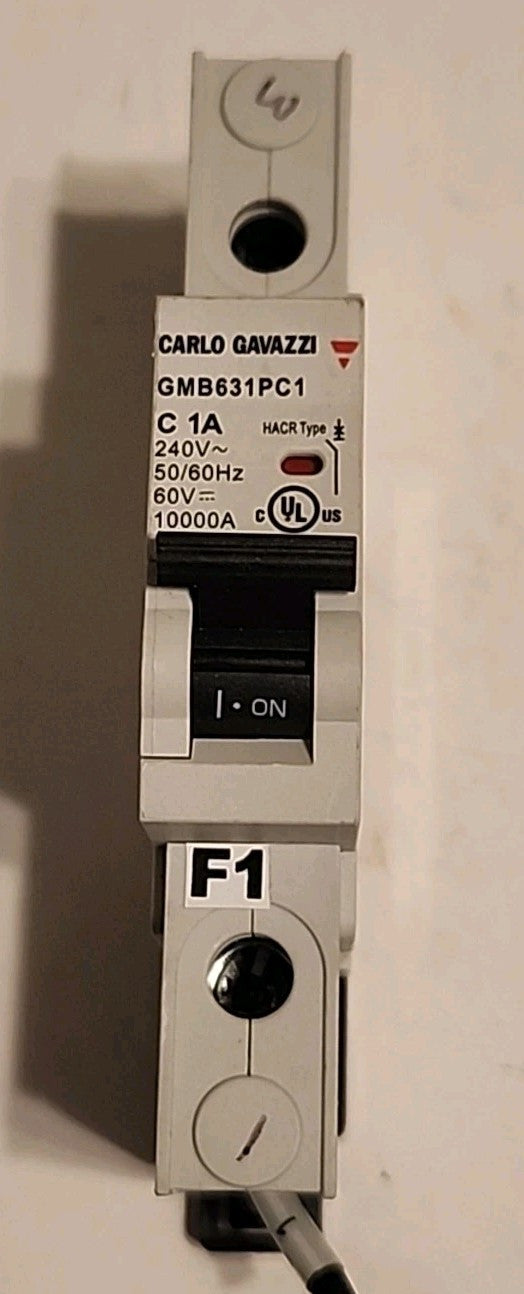 3
CARLO GAVAZZI
GMB631PC1
C 1A
HACR Type
240V~
50/60Hz
60V⎓
10000A
c UL us
I • ON
F1
1